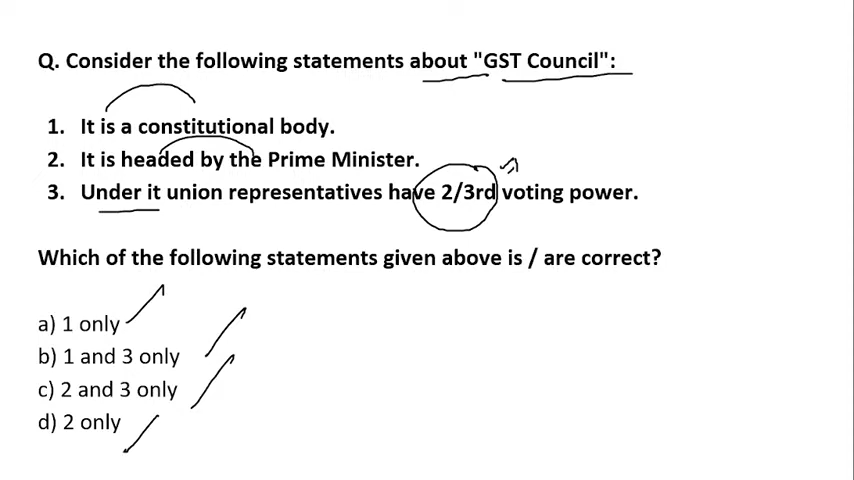 Q. Consider the following statements about "GST Council":
1. It is a constitutional body.
2. It is headed by the Prime Minister.
3. Under it union representatives have 2/3rd voting power.
Which of the following statements given above is / are correct?
a) 1 only
b) 1 and 3 only
c) 2 and 3 only
d) 2 only